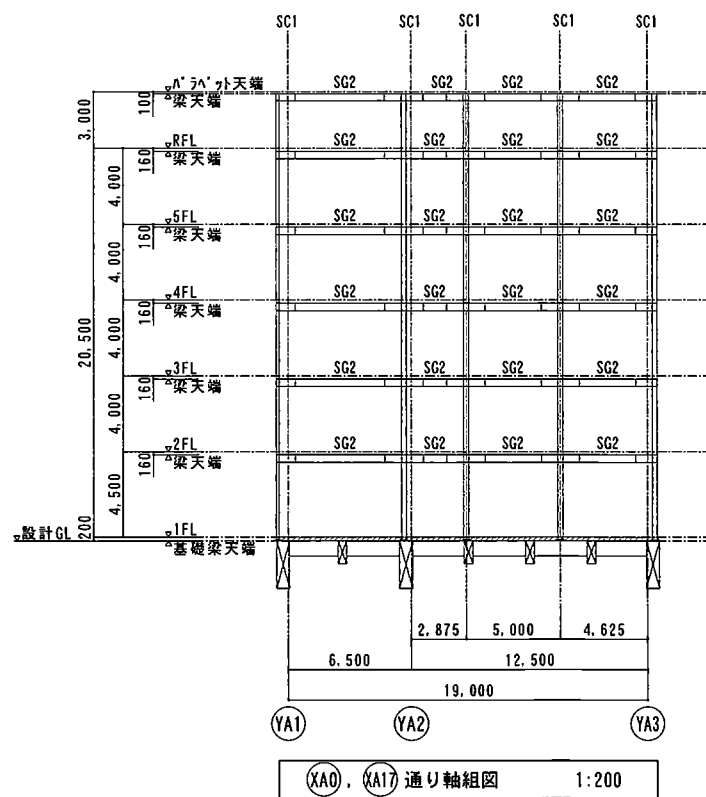 SC1 SC1 SC1 SC1 SC1
パラペット天端 SG2 SG2 SG2 SG2
梁天端
100
3,000
RFL SG2 SG2 SG2 SG2
梁天端
160
4,000
5FL SG2 SG2 SG2 SG2
梁天端
160
4,000
4FL SG2 SG2 SG2 SG2
梁天端
160
20,500
4,000
3FL SG2 SG2 SG2 SG2
梁天端
160
4,000
2FL SG2 SG2 SG2 SG2
梁天端
160
4,500
設計GL 200 1FL
基礎梁天端
2,875 5,000 4,625
6,500 12,500
19,000
YA1 YA2 YA3
XA0, XA17 通り軸組図 1:200